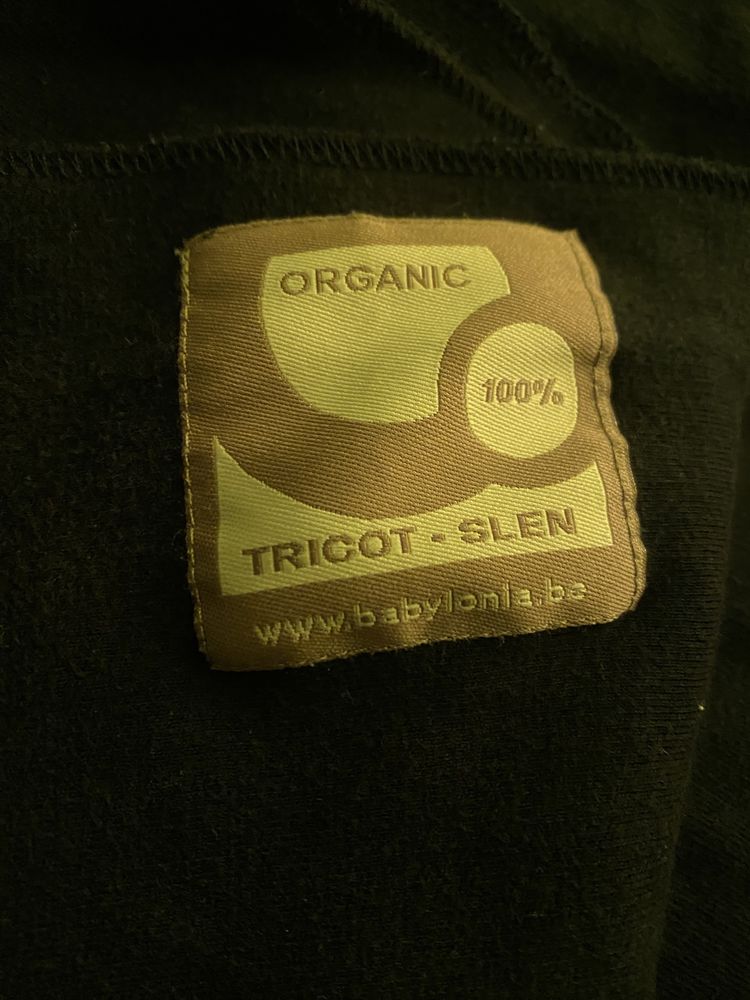 ORGANIC
100%
TRICOT - SLEN
www.babylonia.be